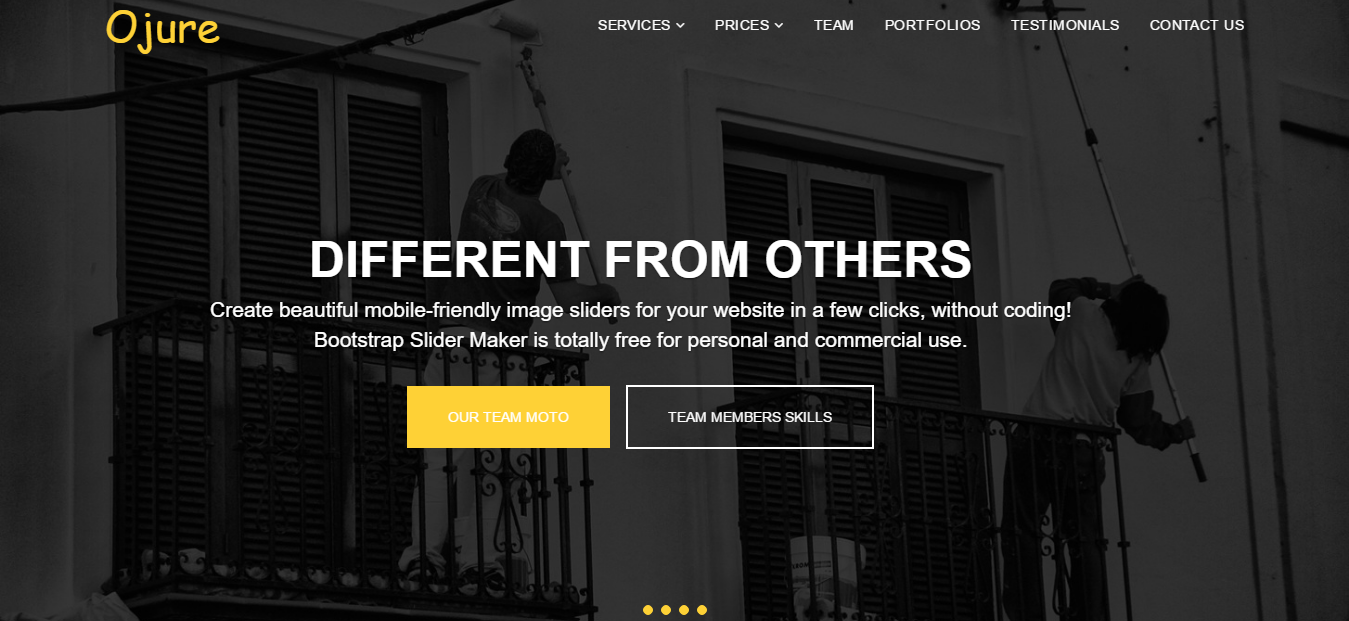 Ojure
SERVICES PRICES TEAM PORTFOLIOS TESTIMONIALS CONTACT US
DIFFERENT FROM OTHERS
Create beautiful mobile-friendly image sliders for your website in a few clicks, without coding!
Bootstrap Slider Maker is totally free for personal and commercial use.
OUR TEAM MOTO TEAM MEMBERS SKILLS